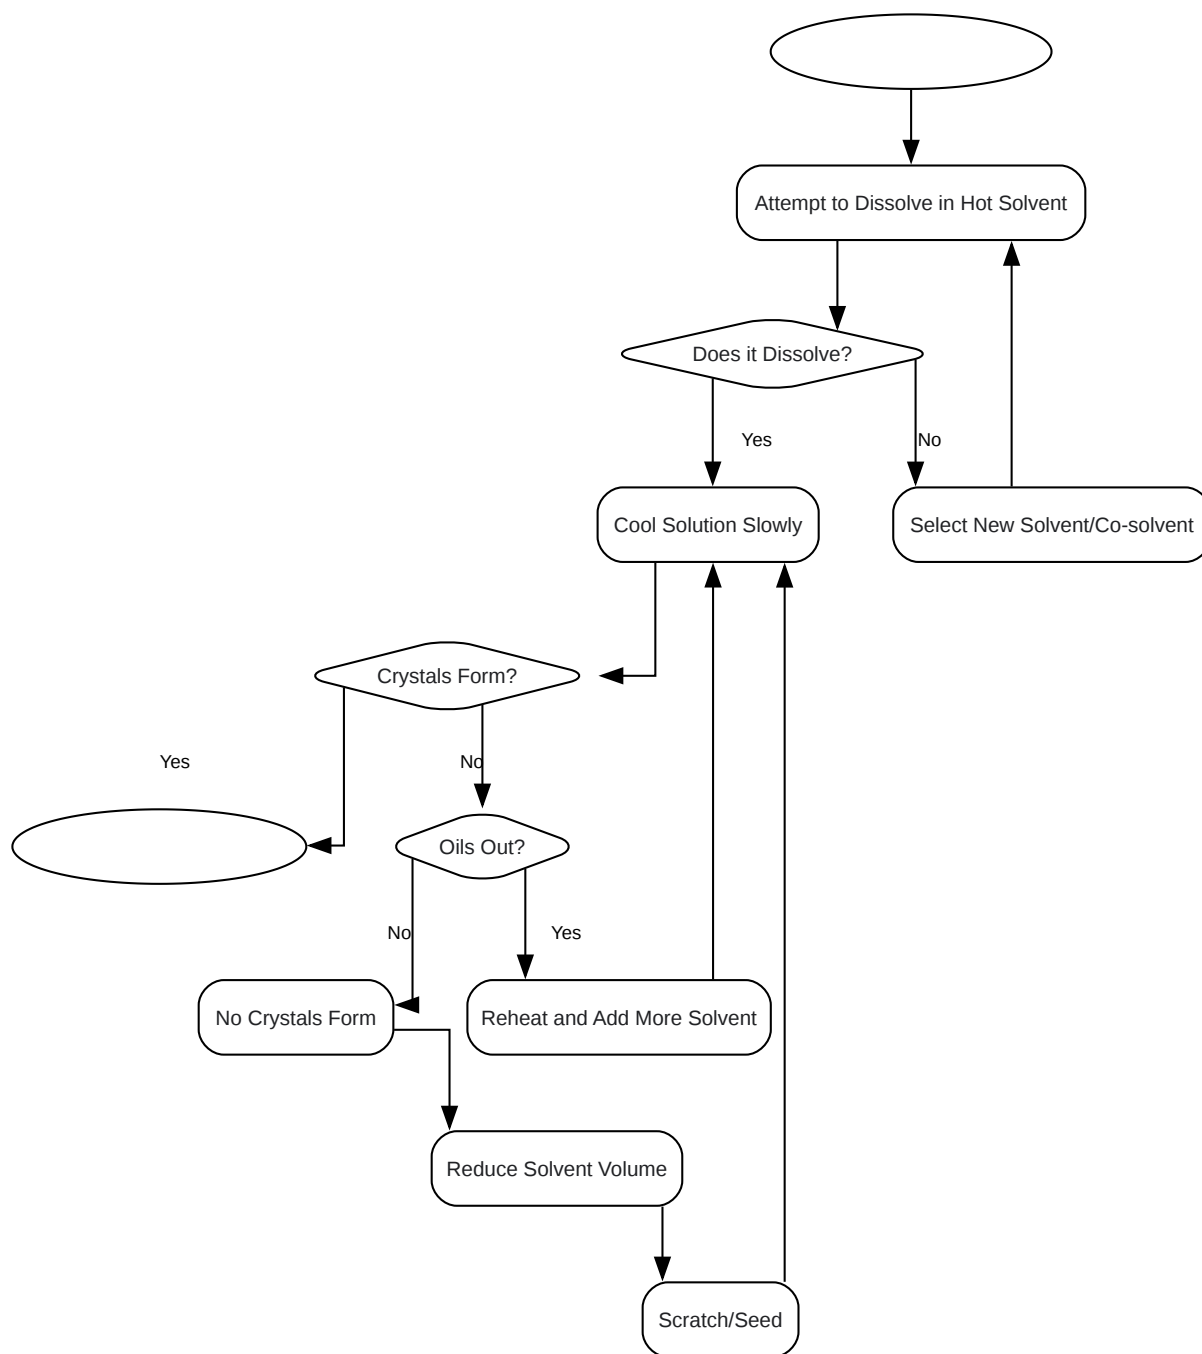 Attempt to Dissolve in Hot Solvent
Does it Dissolve?
Yes
No
Cool Solution Slowly
Select New Solvent/Co-solvent
Crystals Form?
Yes
No
Oils Out?
No
Yes
No Crystals Form
Reheat and Add More Solvent
Reduce Solvent Volume
Scratch/Seed